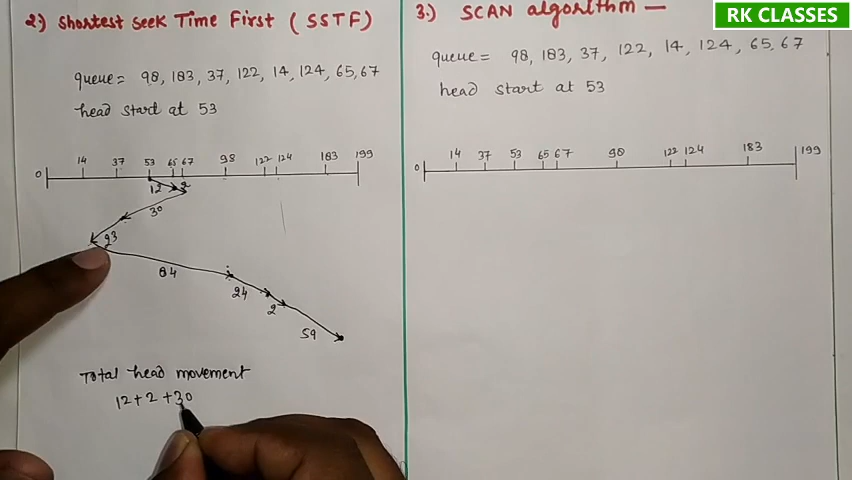 2.) Shortest Seek Time First (SSTF)
queue = 98, 183, 37, 122, 14, 124, 65, 67
head start at 53
0 14 37 53 65 67 98 122 124 183 199
12 2
30
23
84
24
2
59
Total head movement
12+2+30
3.) SCAN algorithm —
RK CLASSES
queue = 98, 183, 37, 122, 14, 124, 65, 67
head start at 53
0 14 37 53 65 67 98 122 124 183 199